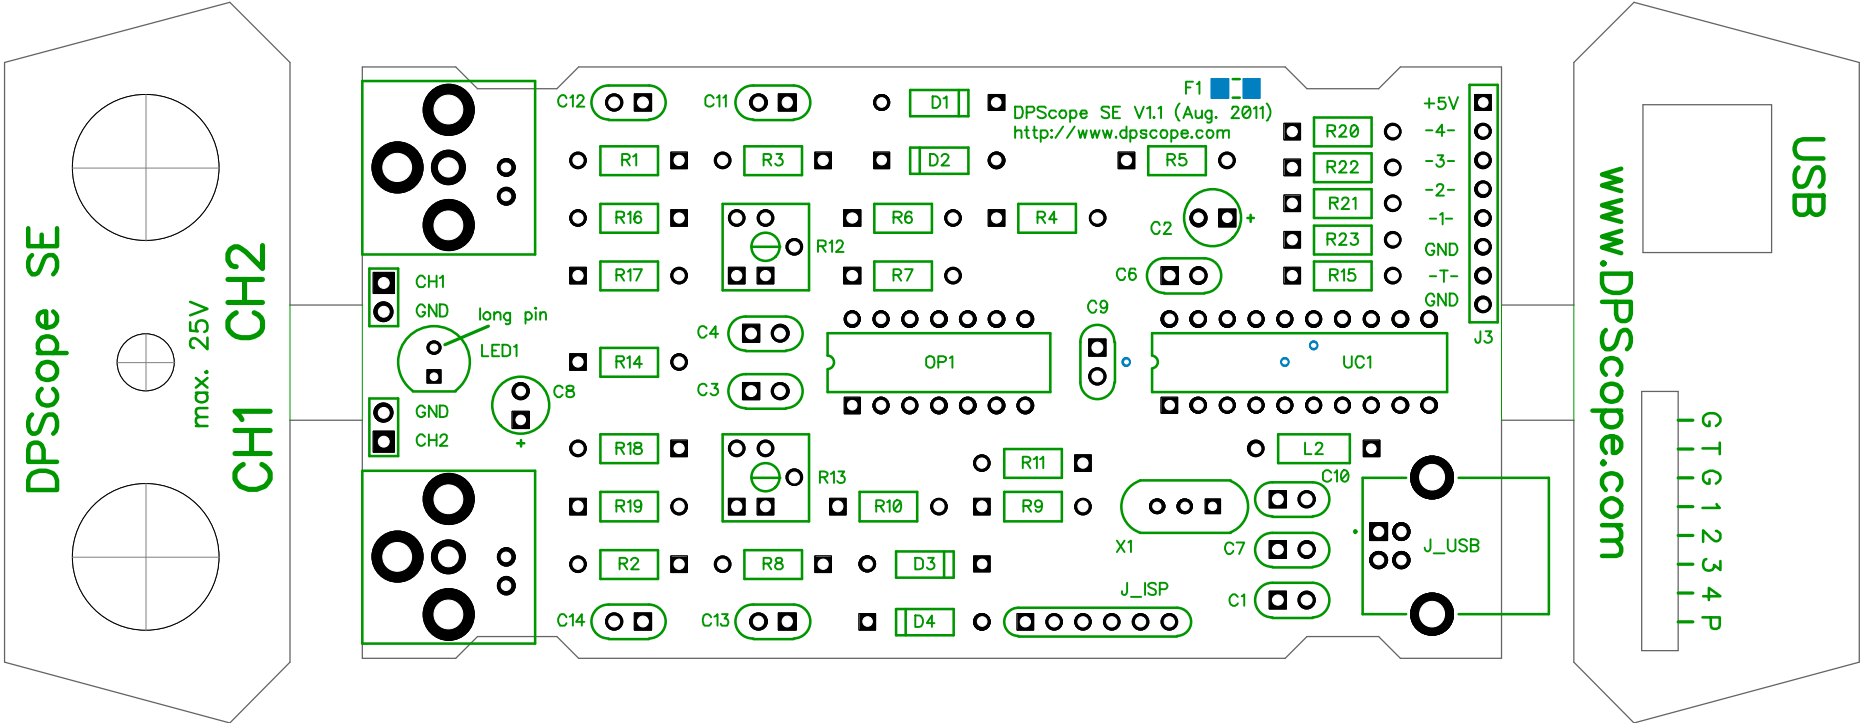 DPScope SE
max. 25V
CH1 CH2
C12
C11
D1
F1
DPScope SE V1.1 (Aug. 2011)
http://www.dpscope.com
R1
R3
D2
R5
R20
R22
R21
R23
R15
+5V
-4-
-3-
-2-
-1-
GND
-T-
GND
J3
R16
R12
R6
R4
C2
+
R17
R7
C6
CH1
GND
long pin
LED1
C4
C9
OP1
UC1
R14
C3
C8
+
GND
CH2
R18
R13
R11
L2
C10
R19
R10
R9
X1
C7
J_USB
R2
R8
D3
J_ISP
C1
C14
C13
D4
USB
www.DPScope.com
G
T
G
1
2
3
4
P